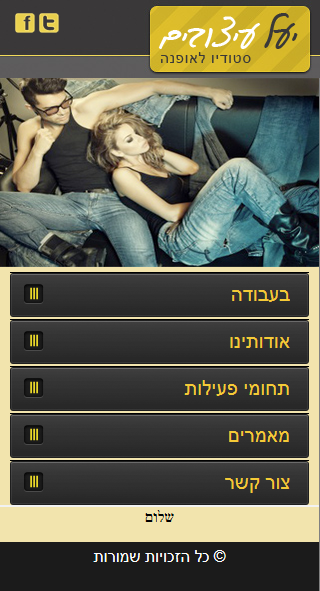 יעל עיצובים
סטודיו לאופנה
בעבודה
אודותינו
תחומי פעילות
מאמרים
צור קשר
שלום
© כל הזכויות שמורות